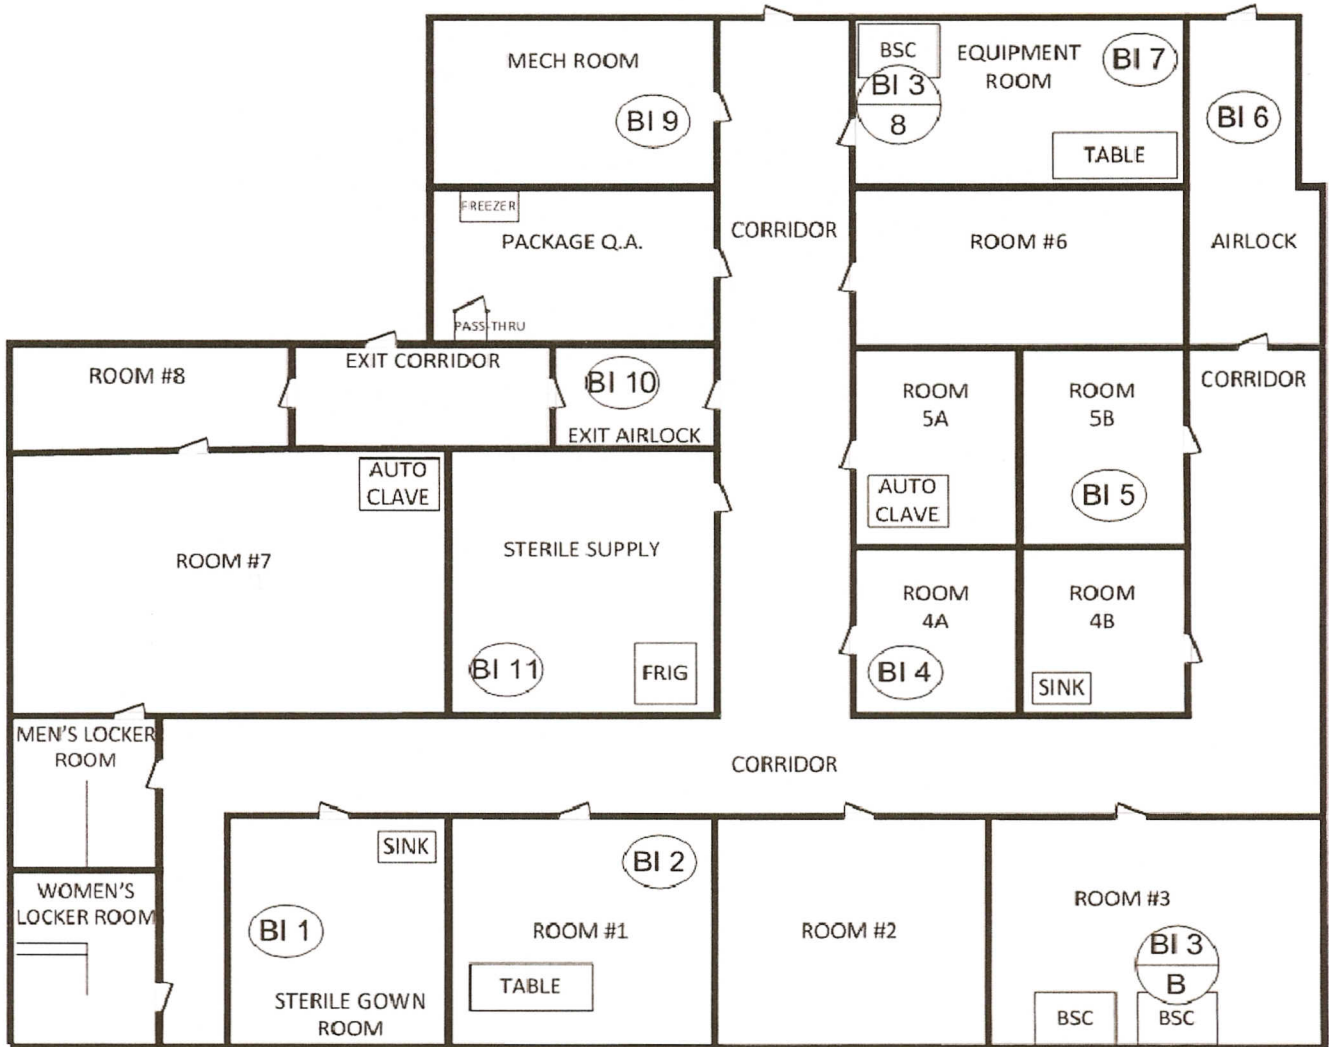 MECH ROOM
BI 9
BSC
BI 3
8
EQUIPMENT
ROOM
BI 7
TABLE
BI 6
FREEZER
PACKAGE Q.A.
PASS-THRU
CORRIDOR
ROOM #6
AIRLOCK
ROOM #8
EXIT CORRIDOR
BI 10
EXIT AIRLOCK
ROOM
5A
AUTO
CLAVE
ROOM
5B
BI 5
CORRIDOR
AUTO
CLAVE
ROOM #7
STERILE SUPPLY
BI 11
FRIG
ROOM
4A
BI 4
ROOM
4B
SINK
MEN'S LOCKER
ROOM
CORRIDOR
WOMEN'S
LOCKER ROOM
SINK
BI 1
STERILE GOWN
ROOM
BI 2
ROOM #1
TABLE
ROOM #2
ROOM #3
BI 3
B
BSC
BSC